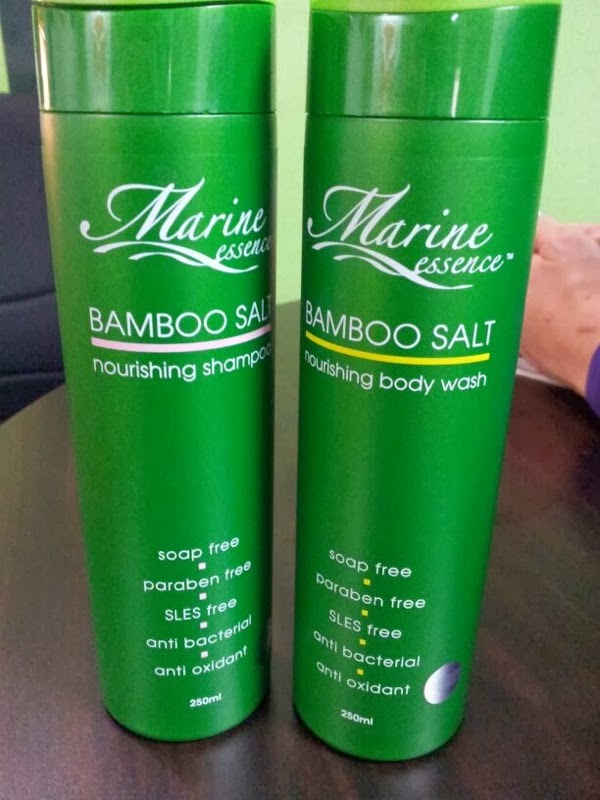 Marine
essence
BAMBOO SALT
nourishing shampoo
soap free
paraben free
SLES free
anti bacterial
anti oxidant
250ml
Marine
essence™
BAMBOO SALT
nourishing body wash
soap free
paraben free
SLES free
anti bacterial
anti oxidant
250ml